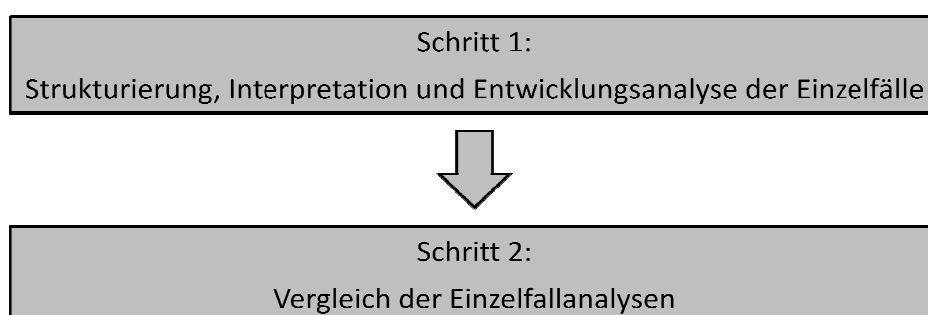 Schritt 1:
Strukturierung, Interpretation und Entwicklungsanalyse der Einzelfälle
Schritt 2:
Vergleich der Einzelfallanalysen